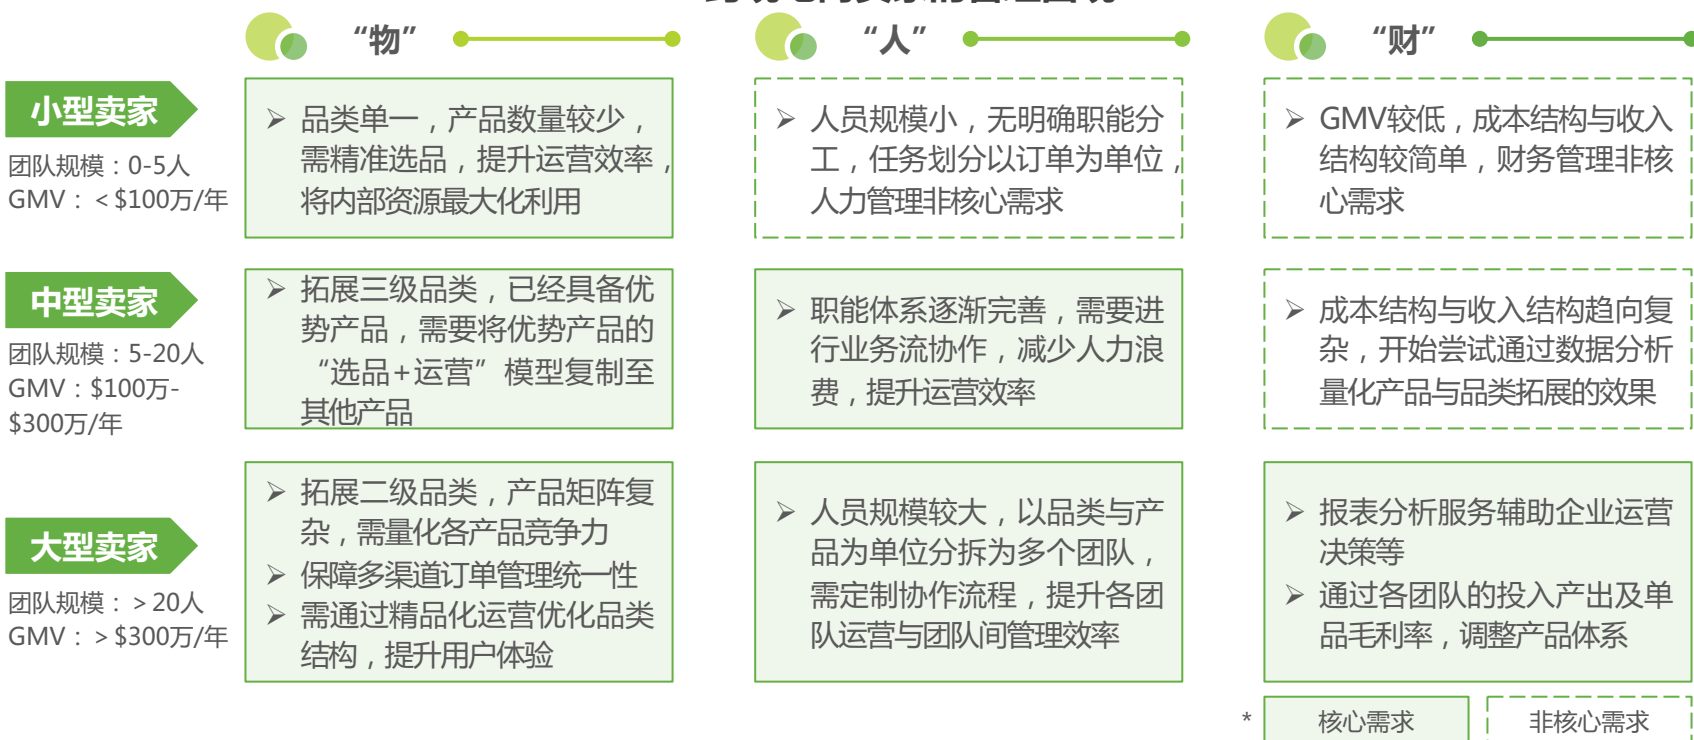 “物”
“人”
“财”
小型卖家
团队规模：0-5人
GMV：<$100万/年
➢ 品类单一，产品数量较少，
需精准选品，提升运营效率，
将内部资源最大化利用
➢ 人员规模小，无明确职能分
工，任务划分以订单为单位，
人力管理非核心需求
➢ GMV较低，成本结构与收入
结构较简单，财务管理非核
心需求
中型卖家
团队规模：5-20人
GMV：$100万-
$300万/年
➢ 拓展三级品类，已经具备优
势产品，需要将优势产品的
“选品+运营”模型复制至
其他产品
➢ 职能体系逐渐完善，需要进
行业务流协作，减少人力浪
费，提升运营效率
➢ 成本结构与收入结构趋向复
杂，开始尝试通过数据分析
量化产品与品类拓展的效果
大型卖家
团队规模：>20人
GMV：>$300万/年
➢ 拓展二级品类，产品矩阵复
杂，需量化各产品竞争力
➢ 保障多渠道订单管理统一性
➢ 需通过精品化运营优化品类
结构，提升用户体验
➢ 人员规模较大，以品类与产
品为单位分拆为多个团队，
需定制协作流程，提升各团
队运营与团队间管理效率
➢ 报表分析服务辅助企业运营
决策等
➢ 通过各团队的投入产出及单
品毛利率，调整产品体系
* 核心需求
非核心需求